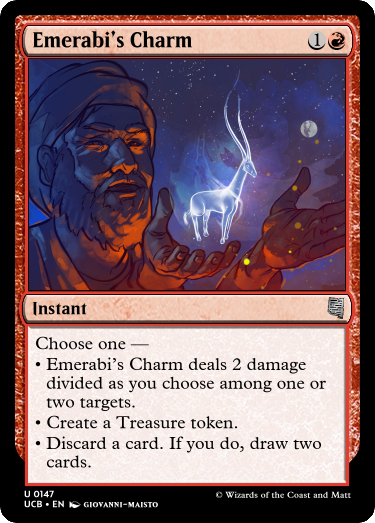 Emerabi's Charm 1
Instant
Choose one —
• Emerabi's Charm deals 2 damage
divided as you choose among one or
two targets.
• Create a Treasure token.
• Discard a card. If you do, draw two
cards.
U 0147
UCB • EN GIOVANNI-MAISTO
© Wizards of the Coast and Matt